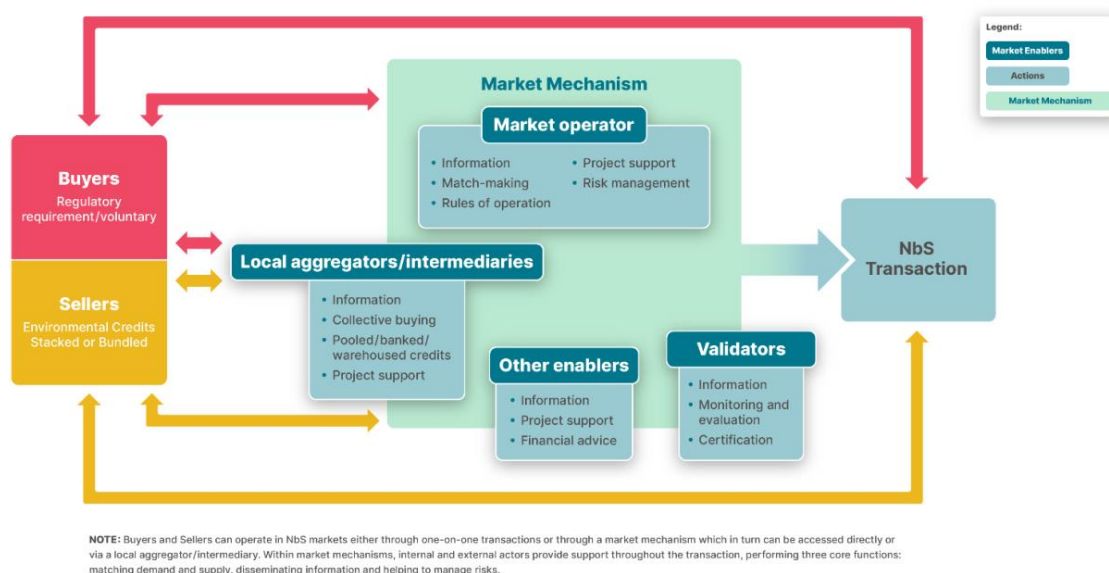 Legend:
Market Enablers
Actions
Market Mechanism
Market Mechanism
Market operator
• Information
• Match-making
• Rules of operation
• Project support
• Risk management
Buyers
Regulatory
requirement/voluntary
Sellers
Environmental Credits
Stacked or Bundled
Local aggregators/intermediaries
• Information
• Collective buying
• Pooled/banked/
warehoused credits
• Project support
Other enablers
• Information
• Project support
• Financial advice
Validators
• Information
• Monitoring and
evaluation
• Certification
NbS
Transaction
NOTE: Buyers and Sellers can operate in NbS markets either through one-on-one transactions or through a market mechanism which in turn can be accessed directly or
via a local aggregator/intermediary. Within market mechanisms, internal and external actors provide support throughout the transaction, performing three core functions:
matching demand and supply, disseminating information and helping to manage risks.